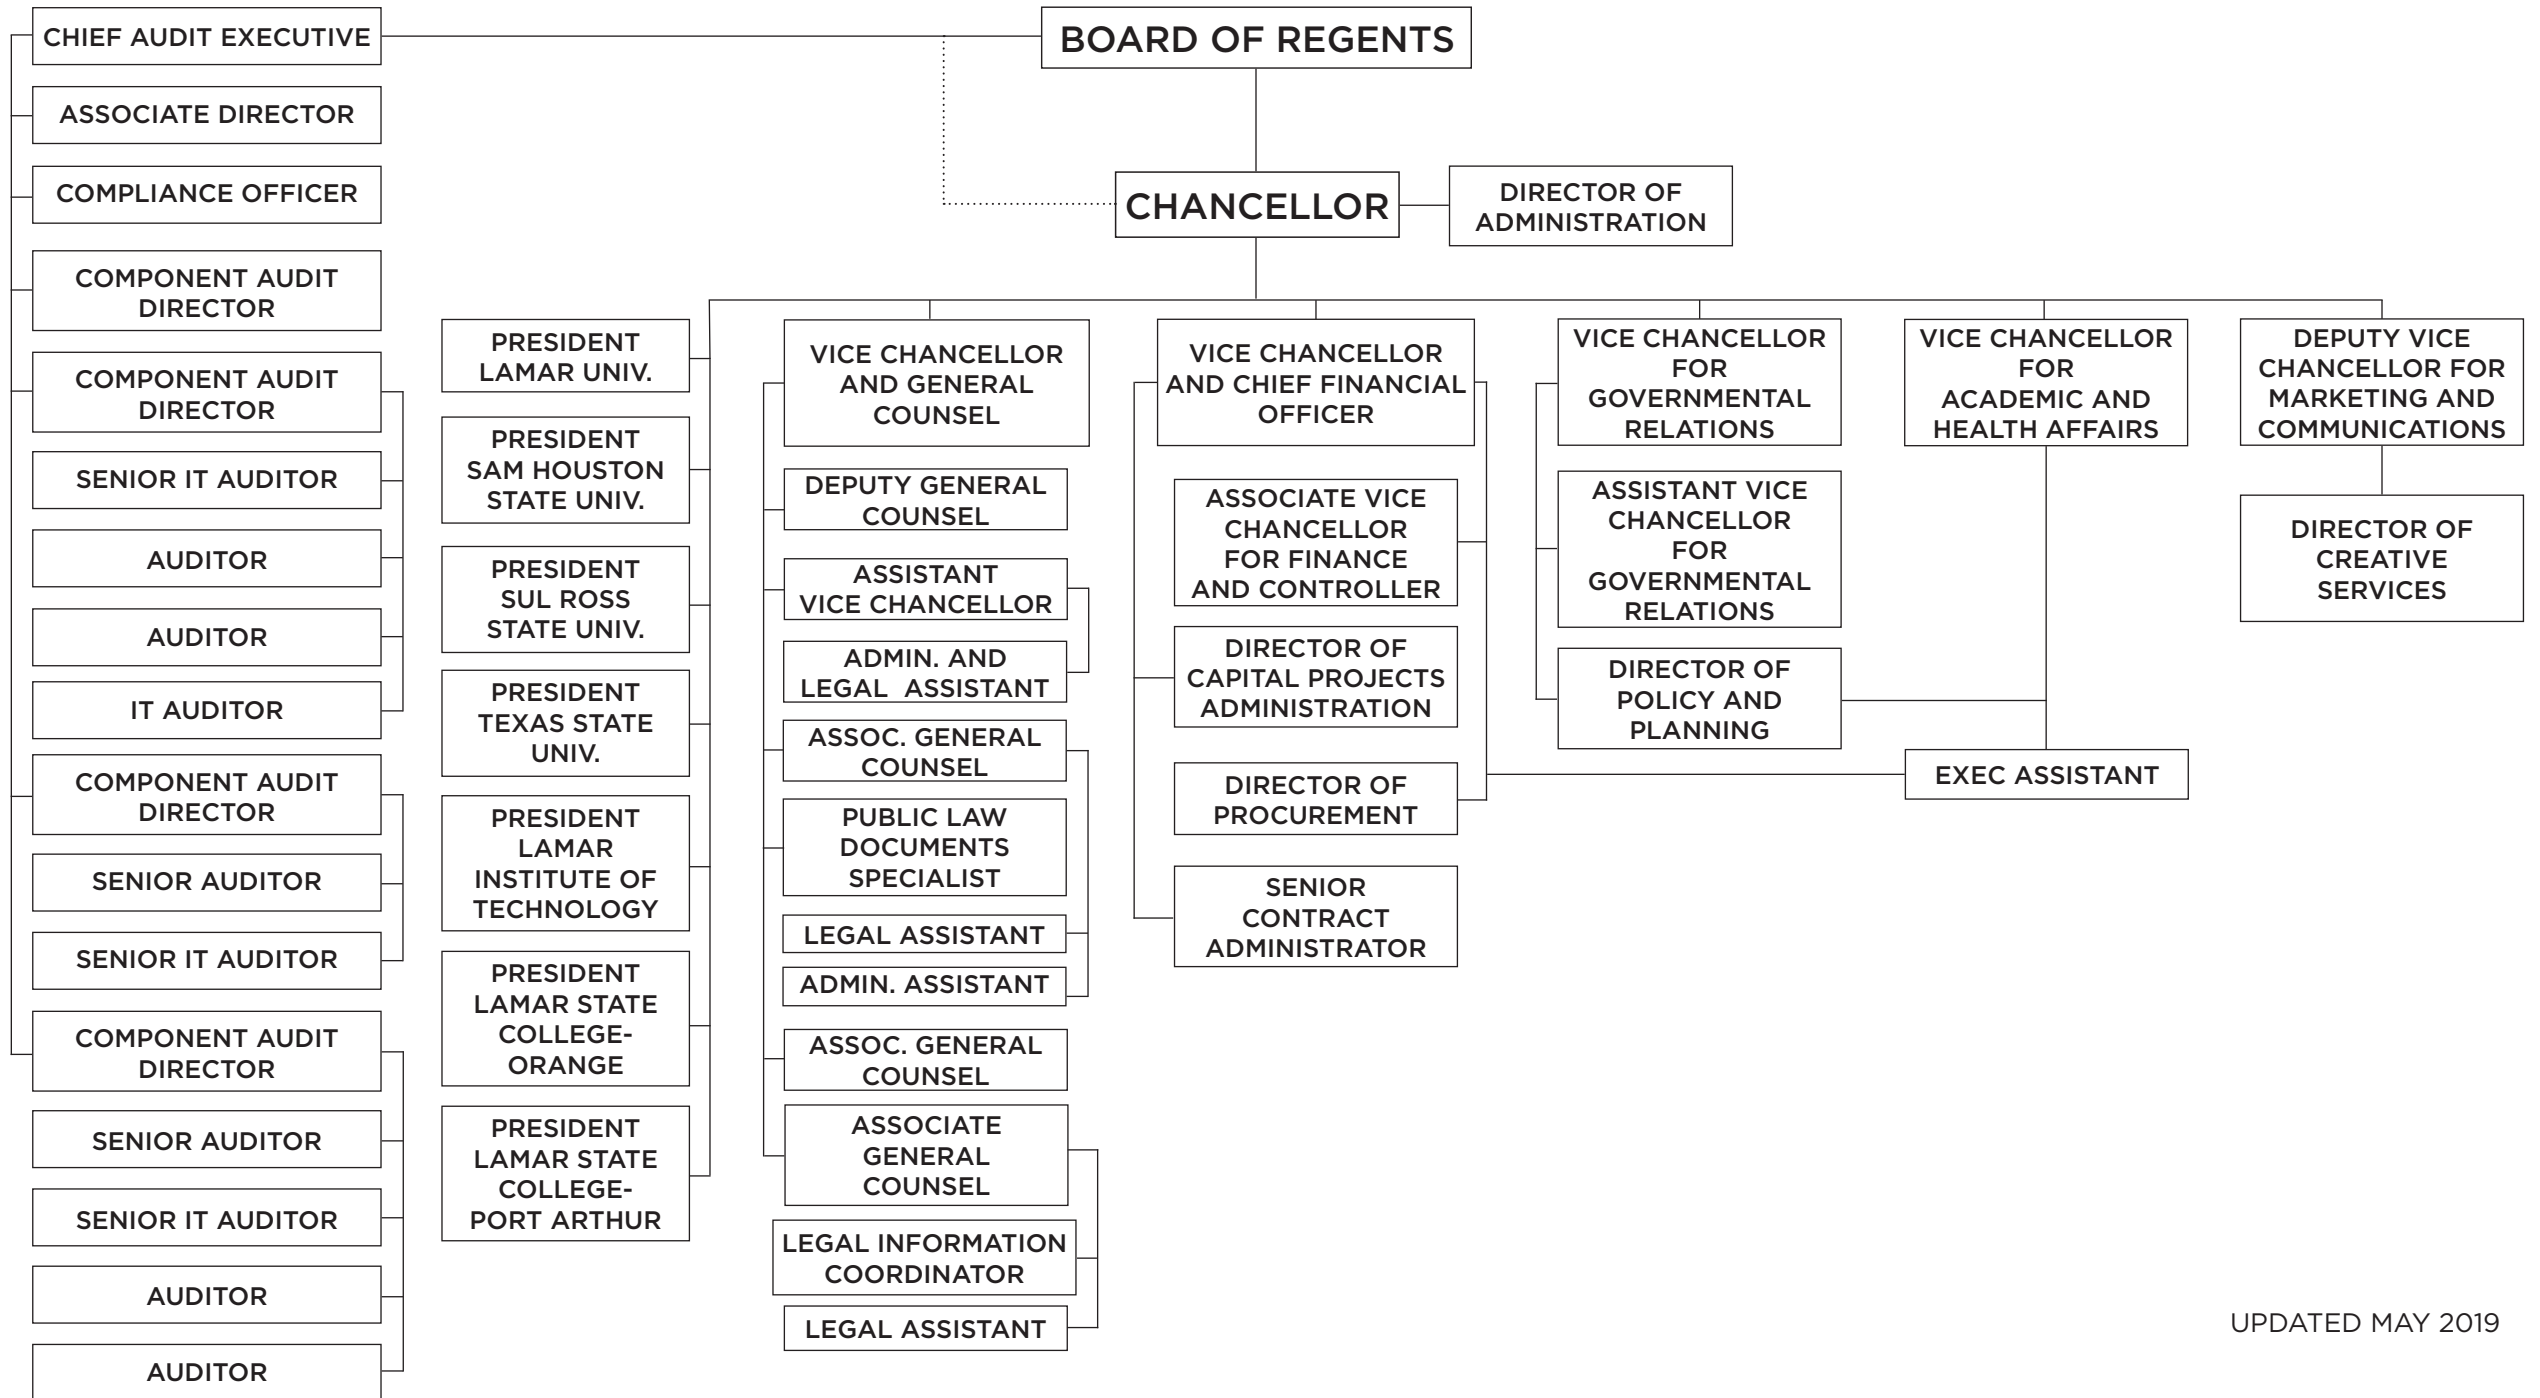 CHIEF AUDIT EXECUTIVE
BOARD OF REGENTS
ASSOCIATE DIRECTOR
COMPLIANCE OFFICER
CHANCELLOR
DIRECTOR OF
ADMINISTRATION
COMPONENT AUDIT
DIRECTOR
COMPONENT AUDIT
DIRECTOR
SENIOR IT AUDITOR
AUDITOR
AUDITOR
IT AUDITOR
COMPONENT AUDIT
DIRECTOR
SENIOR AUDITOR
SENIOR IT AUDITOR
COMPONENT AUDIT
DIRECTOR
SENIOR AUDITOR
SENIOR IT AUDITOR
AUDITOR
AUDITOR
PRESIDENT
LAMAR UNIV.
PRESIDENT
SAM HOUSTON
STATE UNIV.
PRESIDENT
SUL ROSS
STATE UNIV.
PRESIDENT
TEXAS STATE
UNIV.
PRESIDENT
LAMAR
INSTITUTE OF
TECHNOLOGY
PRESIDENT
LAMAR STATE
COLLEGE-
ORANGE
PRESIDENT
LAMAR STATE
COLLEGE-
PORT ARTHUR
VICE CHANCELLOR
AND GENERAL
COUNSEL
DEPUTY GENERAL
COUNSEL
ASSISTANT
VICE CHANCELLOR
ADMIN. AND
LEGAL ASSISTANT
ASSOC. GENERAL
COUNSEL
PUBLIC LAW
DOCUMENTS
SPECIALIST
LEGAL ASSISTANT
ADMIN. ASSISTANT
ASSOC. GENERAL
COUNSEL
ASSOCIATE
GENERAL
COUNSEL
LEGAL INFORMATION
COORDINATOR
LEGAL ASSISTANT
VICE CHANCELLOR
AND CHIEF FINANCIAL
OFFICER
ASSOCIATE VICE
CHANCELLOR
FOR FINANCE
AND CONTROLLER
DIRECTOR OF
CAPITAL PROJECTS
ADMINISTRATION
DIRECTOR OF
PROCUREMENT
SENIOR
CONTRACT
ADMINISTRATOR
VICE CHANCELLOR
FOR
GOVERNMENTAL
RELATIONS
ASSISTANT VICE
CHANCELLOR
FOR
GOVERNMENTAL
RELATIONS
DIRECTOR OF
POLICY AND
PLANNING
VICE CHANCELLOR
FOR
ACADEMIC AND
HEALTH AFFAIRS
EXEC ASSISTANT
DEPUTY VICE
CHANCELLOR FOR
MARKETING AND
COMMUNICATIONS
DIRECTOR OF
CREATIVE
SERVICES
UPDATED MAY 2019